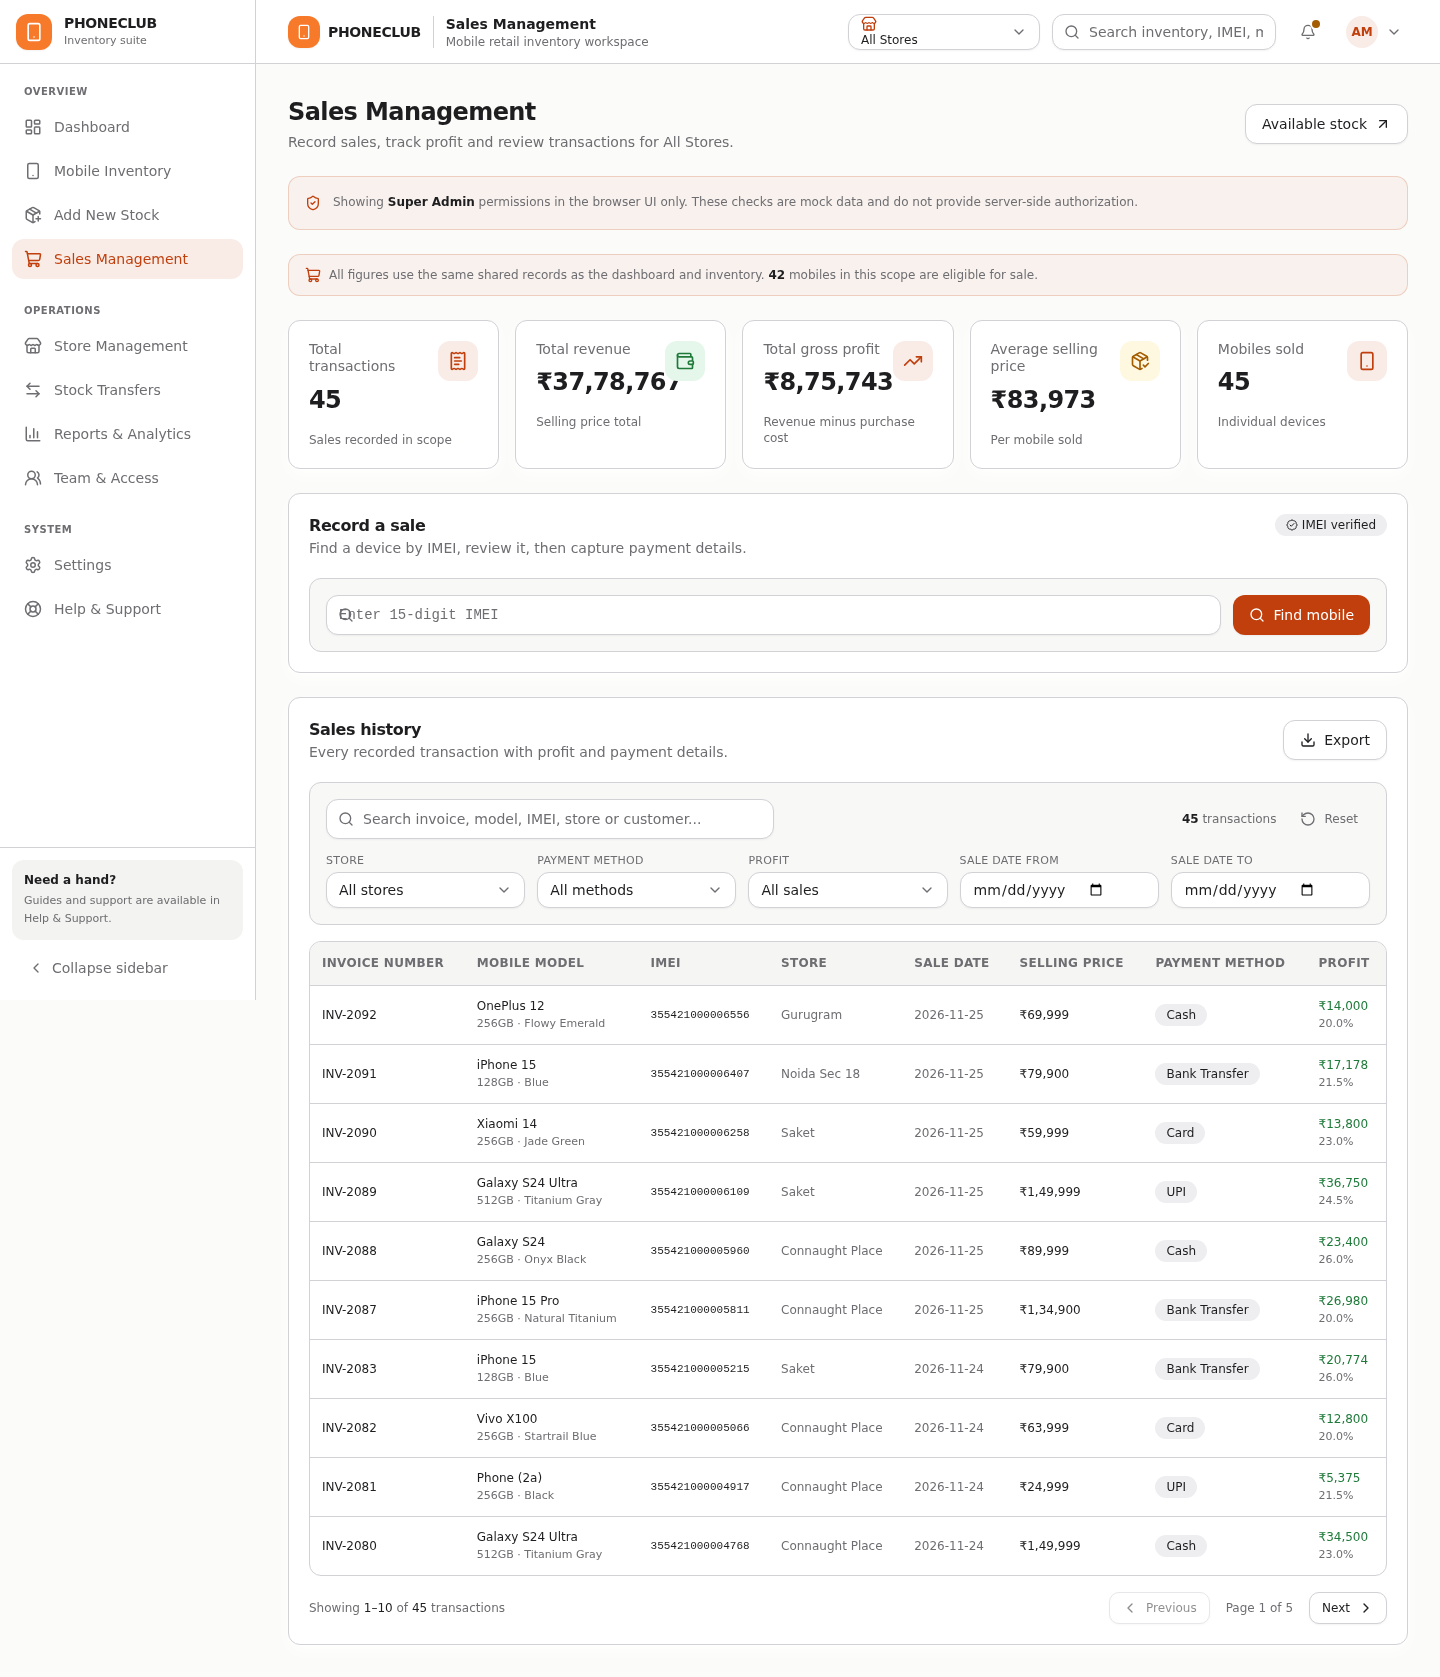 PHONECLUB
Inventory suite
OVERVIEW
Dashboard
Mobile Inventory
Add New Stock
Sales Management
OPERATIONS
Store Management
Stock Transfers
Reports & Analytics
Team & Access
SYSTEM
Settings
Help & Support
Need a hand?
Guides and support are available in
Help & Support.
Collapse sidebar
PHONECLUB
Sales Management
Mobile retail inventory workspace
All Stores
Search inventory, IMEI, n
AM
Sales Management
Record sales, track profit and review transactions for All Stores.
Available stock
Showing Super Admin permissions in the browser UI only. These checks are mock data and do not provide server-side authorization.
All figures use the same shared records as the dashboard and inventory. 42 mobiles in this scope are eligible for sale.
Total
transactions
45
Sales recorded in scope
Total revenue
₹37,78,767
Selling price total
Total gross profit
₹8,75,743
Revenue minus purchase
cost
Average selling
price
₹83,973
Per mobile sold
Mobiles sold
45
Individual devices
Record a sale
Find a device by IMEI, review it, then capture payment details.
IMEI verified
Enter 15-digit IMEI
Find mobile
Sales history
Every recorded transaction with profit and payment details.
Export
Search invoice, model, IMEI, store or customer...
45 transactions
Reset
STORE PAYMENT METHOD PROFIT SALE DATE FROM SALE DATE TO
All stores All methods All sales mm/dd/yyyy mm/dd/yyyy
INVOICE NUMBER MOBILE MODEL IMEI STORE SALE DATE SELLING PRICE PAYMENT METHOD PROFIT
INV-2092 OnePlus 12 355421000006556 Gurugram 2026-11-25 ₹69,999 Cash ₹14,000
256GB · Flowy Emerald 20.0%
INV-2091 iPhone 15 355421000006407 Noida Sec 18 2026-11-25 ₹79,900 Bank Transfer ₹17,178
128GB · Blue 21.5%
INV-2090 Xiaomi 14 355421000006258 Saket 2026-11-25 ₹59,999 Card ₹13,800
256GB · Jade Green 23.0%
INV-2089 Galaxy S24 Ultra 355421000006109 Saket 2026-11-25 ₹1,49,999 UPI ₹36,750
512GB · Titanium Gray 24.5%
INV-2088 Galaxy S24 355421000005960 Connaught Place 2026-11-25 ₹89,999 Cash ₹23,400
256GB · Onyx Black 26.0%
INV-2087 iPhone 15 Pro 355421000005811 Connaught Place 2026-11-25 ₹1,34,900 Bank Transfer ₹26,980
256GB · Natural Titanium 20.0%
INV-2083 iPhone 15 355421000005215 Saket 2026-11-24 ₹79,900 Bank Transfer ₹20,774
128GB · Blue 26.0%
INV-2082 Vivo X100 355421000005066 Connaught Place 2026-11-24 ₹63,999 Card ₹12,800
256GB · Startrail Blue 20.0%
INV-2081 Phone (2a) 355421000004917 Connaught Place 2026-11-24 ₹24,999 UPI ₹5,375
256GB · Black 21.5%
INV-2080 Galaxy S24 Ultra 355421000004768 Connaught Place 2026-11-24 ₹1,49,999 Cash ₹34,500
512GB · Titanium Gray 23.0%
Showing 1–10 of 45 transactions
Previous
Page 1 of 5
Next